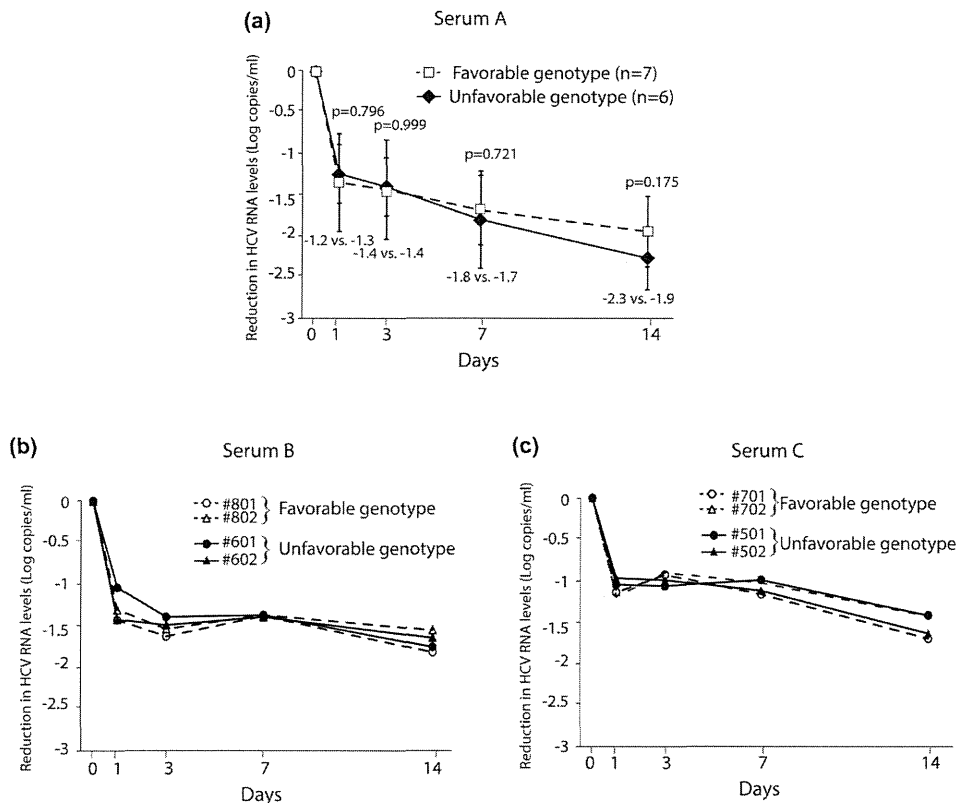 (a)
Serum A
Favorable genotype (n=7)
Unfavorable genotype (n=6)
Reduction in HCV RNA levels (Log copies/ml)
0
-0.5
-1
-1.5
-2
-2.5
-3
p=0.796
p=0.999
p=0.721
p=0.175
-1.2 vs. -1.3
-1.4 vs. -1.4
-1.8 vs. -1.7
-2.3 vs. -1.9
0 1 3 7 14
Days
(b)
Serum B
#801
#802
Favorable genotype
#601
#602
Unfavorable genotype
Reduction in HCV RNA levels (Log copies/ml)
0
-0.5
-1
-1.5
-2
-2.5
-3
0 1 3 7 14
Days
(c)
Serum C
#701
#702
Favorable genotype
#501
#502
Unfavorable genotype
Reduction in HCV RNA levels (Log copies/ml)
0
-0.5
-1
-1.5
-2
-2.5
-3
0 1 3 7 14
Days